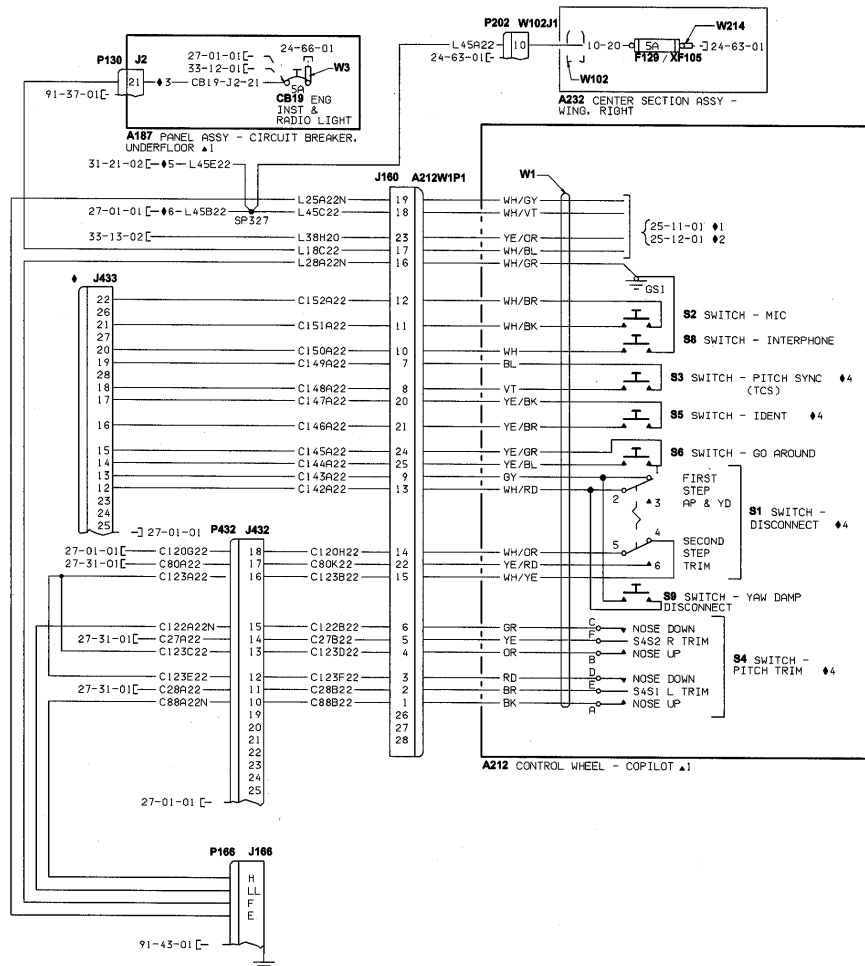 P202 W102J1
W214
L45A22 10 10-20 5A 24-63-01
24-63-01
F129 / XF105
W102
A232 CENTER SECTION ASSY -
WING, RIGHT
P130 J2
27-01-01 24-66-01
33-12-01
W3
21 ♦3 CB19-J2-21
5A
91-37-01
CB19 ENG
INST &
RADIO LIGHT
A187 PANEL ASSY - CIRCUIT BREAKER,
UNDERFLOOR ▲1
31-21-02 ♦5 L45E22
J160 A212W1P1
W1
L25A22N 19 WH/GY
27-01-01 ♦6 L45B22 L45C22 18 WH/VT
SP327
25-11-01 ♦1
25-12-01 ♦2
33-13-02 L38H20 23 YE/OR
L18C22 17 WH/BL
L28A22N 16 WH/GR
GS1
♦ J433
22 C152A22 12 WH/BR
S2 SWITCH - MIC
26
21 C151A22 11 WH/BK
27
S8 SWITCH - INTERPHONE
20 C150A22 10 WH
19 C149A22 7 BL
28
S3 SWITCH - PITCH SYNC ♦4
(TCS)
18 C148A22 8 VT
17 C147A22 20 YE/BK
S5 SWITCH - IDENT ♦4
16 C146A22 21 YE/BR
15 C145A22 24 YE/GR
S6 SWITCH - GO AROUND
14 C144A22 25 YE/BL
13 C143A22 9 GY
12 C142A22 13 WH/RD
23
24
25
1
2
3
FIRST
STEP
AP & YD
S1 SWITCH -
DISCONNECT ♦4
27-01-01 P432 J432
4
5
6
SECOND
STEP
TRIM
27-01-01 C120G22 18 C120H22 14 WH/OR
27-31-01 C80A22 17 C80K22 22 YE/RD
C123A22 16 C123B22 15 WH/YE
S9 SWITCH - YAW DAMP
DISCONNECT
C122A22N 15 C122B22 6 GR C NOSE DOWN
27-31-01 C27A22 14 C27B22 5 YE F S4S2 R TRIM
C123C22 13 C123D22 4 OR B NOSE UP
S4 SWITCH -
PITCH TRIM ♦4
C123E22 12 C123F22 3 RD D NOSE DOWN
27-31-01 C28A22 11 C28B22 2 BR E S4S1 L TRIM
C88A22N 10 C88B22 1 BK A NOSE UP
19 26
20 27
21 28
22
23
24
25
A212 CONTROL WHEEL - COPILOT ▲1
27-01-01
P166 J166
H
LL
F
E
91-43-01